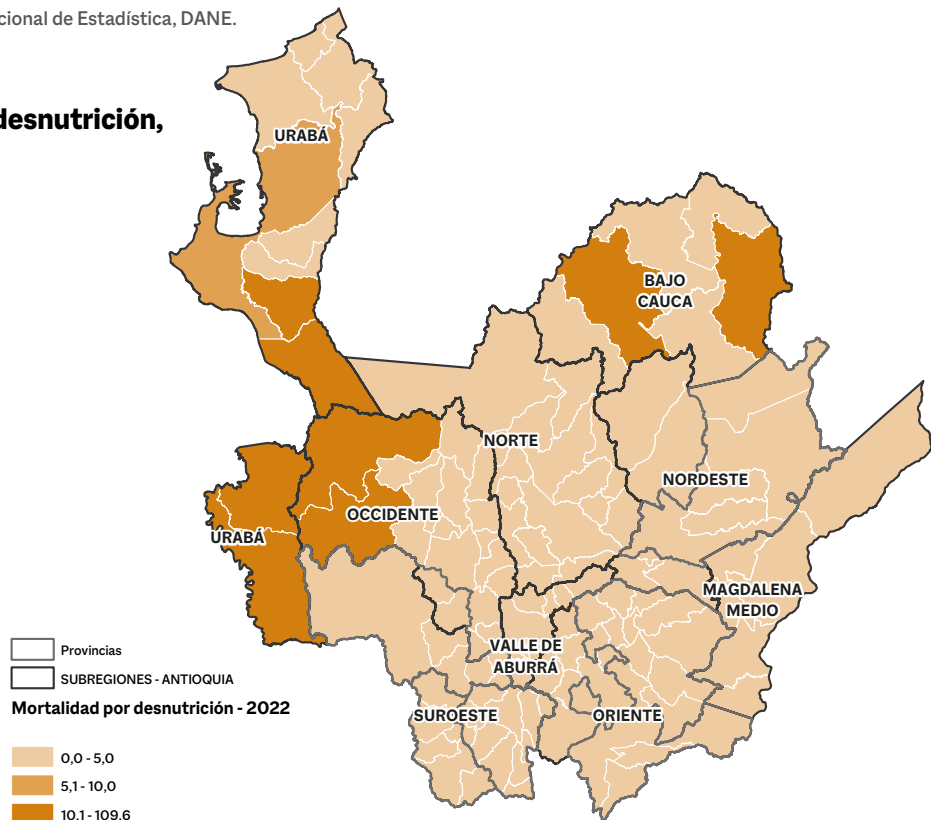 cional de Estadística, DANE.
desnutrición,
URABÁ
BAJO
CAUCA
NORTE
NORDESTE
OCCIDENTE
URABÁ
MAGDALENA
MEDIO
VALLE DE
ABURRÁ
SUROESTE
ORIENTE
Provincias
SUBREGIONES - ANTIOQUIA
Mortalidad por desnutrición - 2022
0,0 - 5,0
5,1 - 10,0
10,1 - 109,6